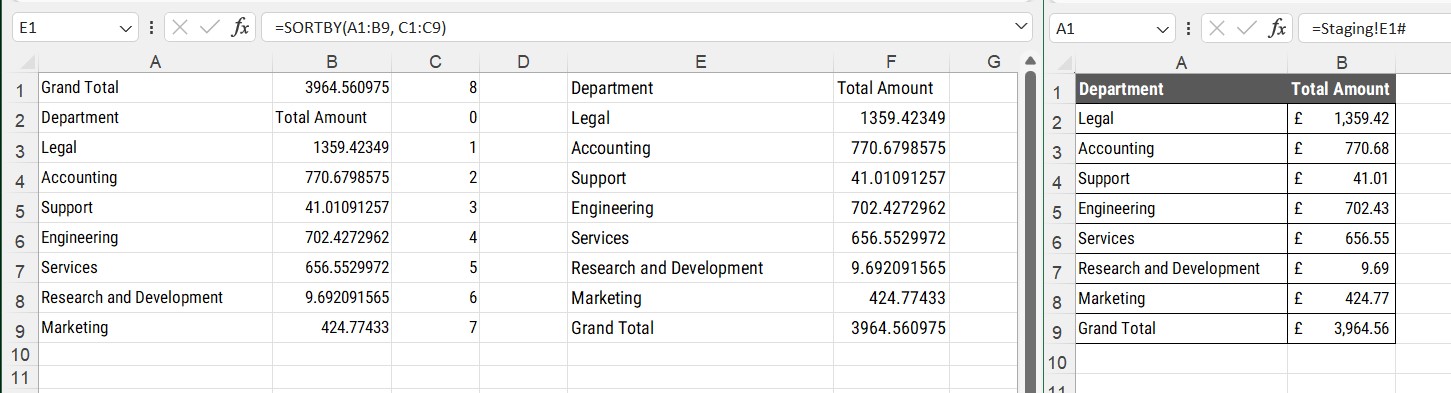 E1 fx =SORTBY(A1:B9, C1:C9) A1 fx =Staging!E1#
A B C D E F G A B
1 Grand Total 3964.560975 8 Department Total Amount 1 Department Total Amount
2 Department Total Amount 0 Legal 1359.42349 2 Legal £ 1,359.42
3 Legal 1359.42349 1 Accounting 770.6798575 3 Accounting £ 770.68
4 Accounting 770.6798575 2 Support 41.01091257 4 Support £ 41.01
5 Support 41.01091257 3 Engineering 702.4272962 5 Engineering £ 702.43
6 Engineering 702.4272962 4 Services 656.5529972 6 Services £ 656.55
7 Services 656.5529972 5 Research and Development 9.692091565 7 Research and Development £ 9.69
8 Research and Development 9.692091565 6 Marketing 424.77433 8 Marketing £ 424.77
9 Marketing 424.77433 7 Grand Total 3964.560975 9 Grand Total £ 3,964.56
10 10
11 11